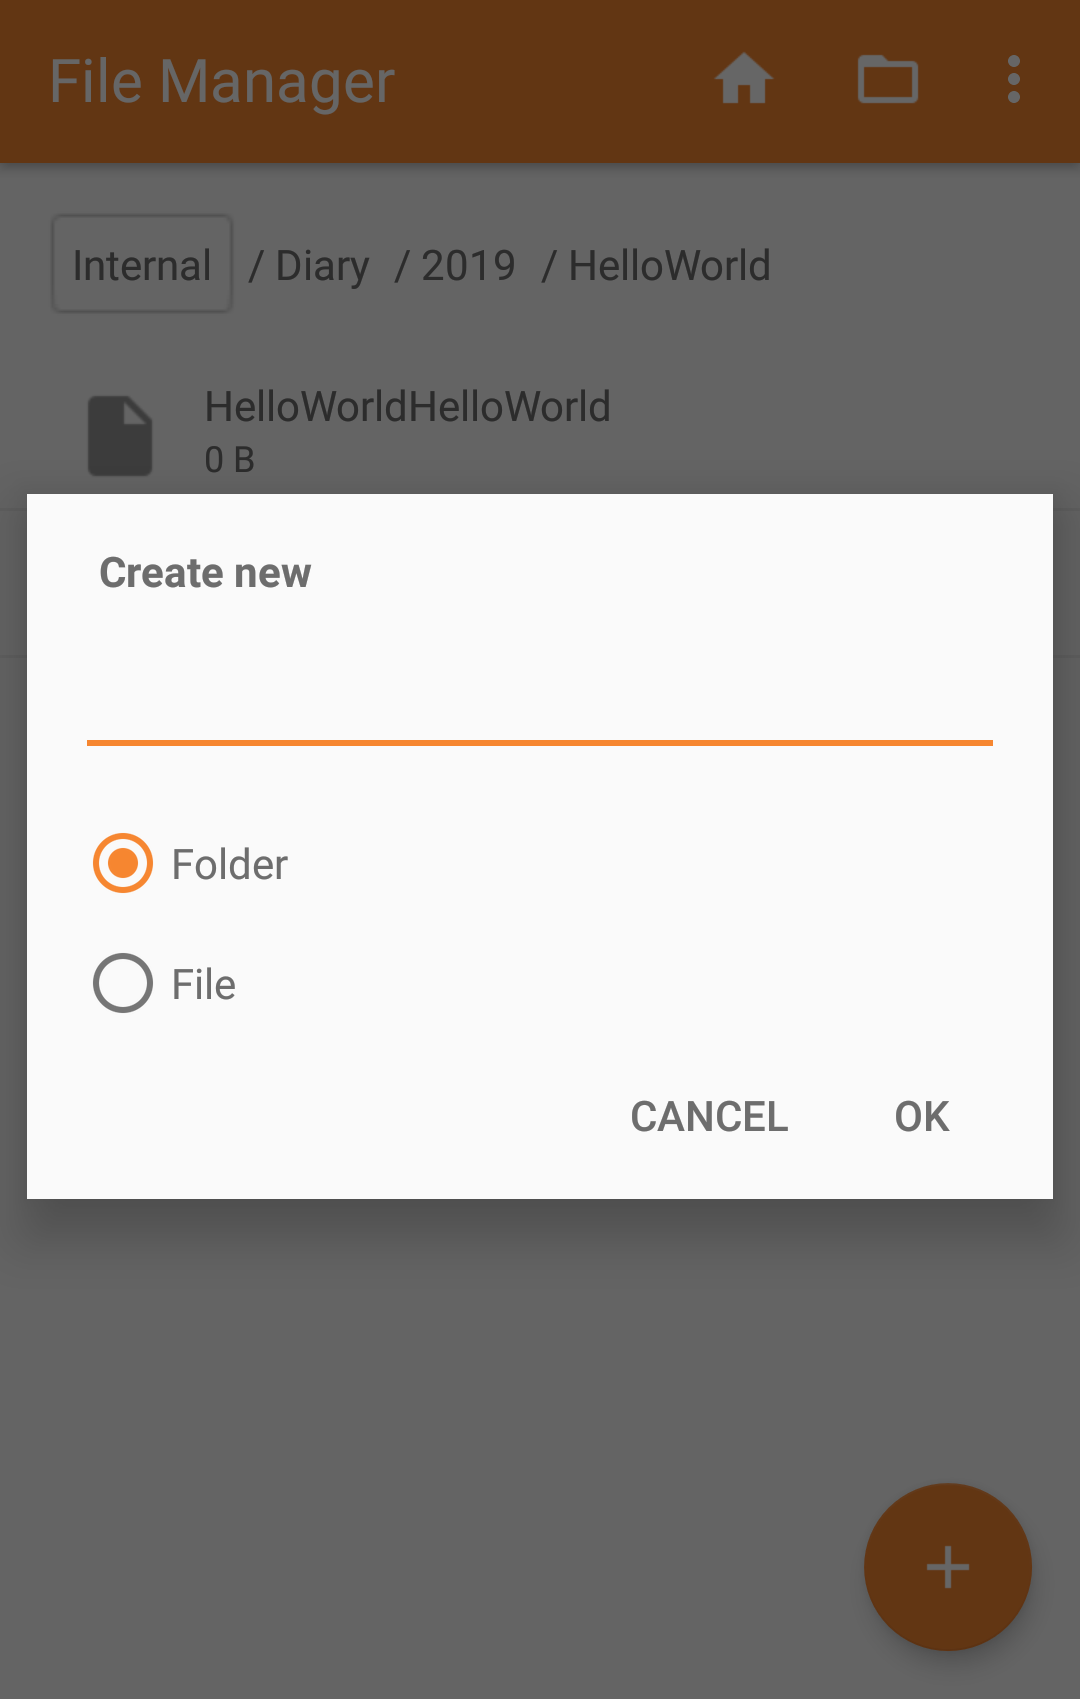 File Manager
Internal / Diary / 2019 / HelloWorld
HelloWorldHelloWorld
0 B
Create new
Folder
File
CANCEL OK